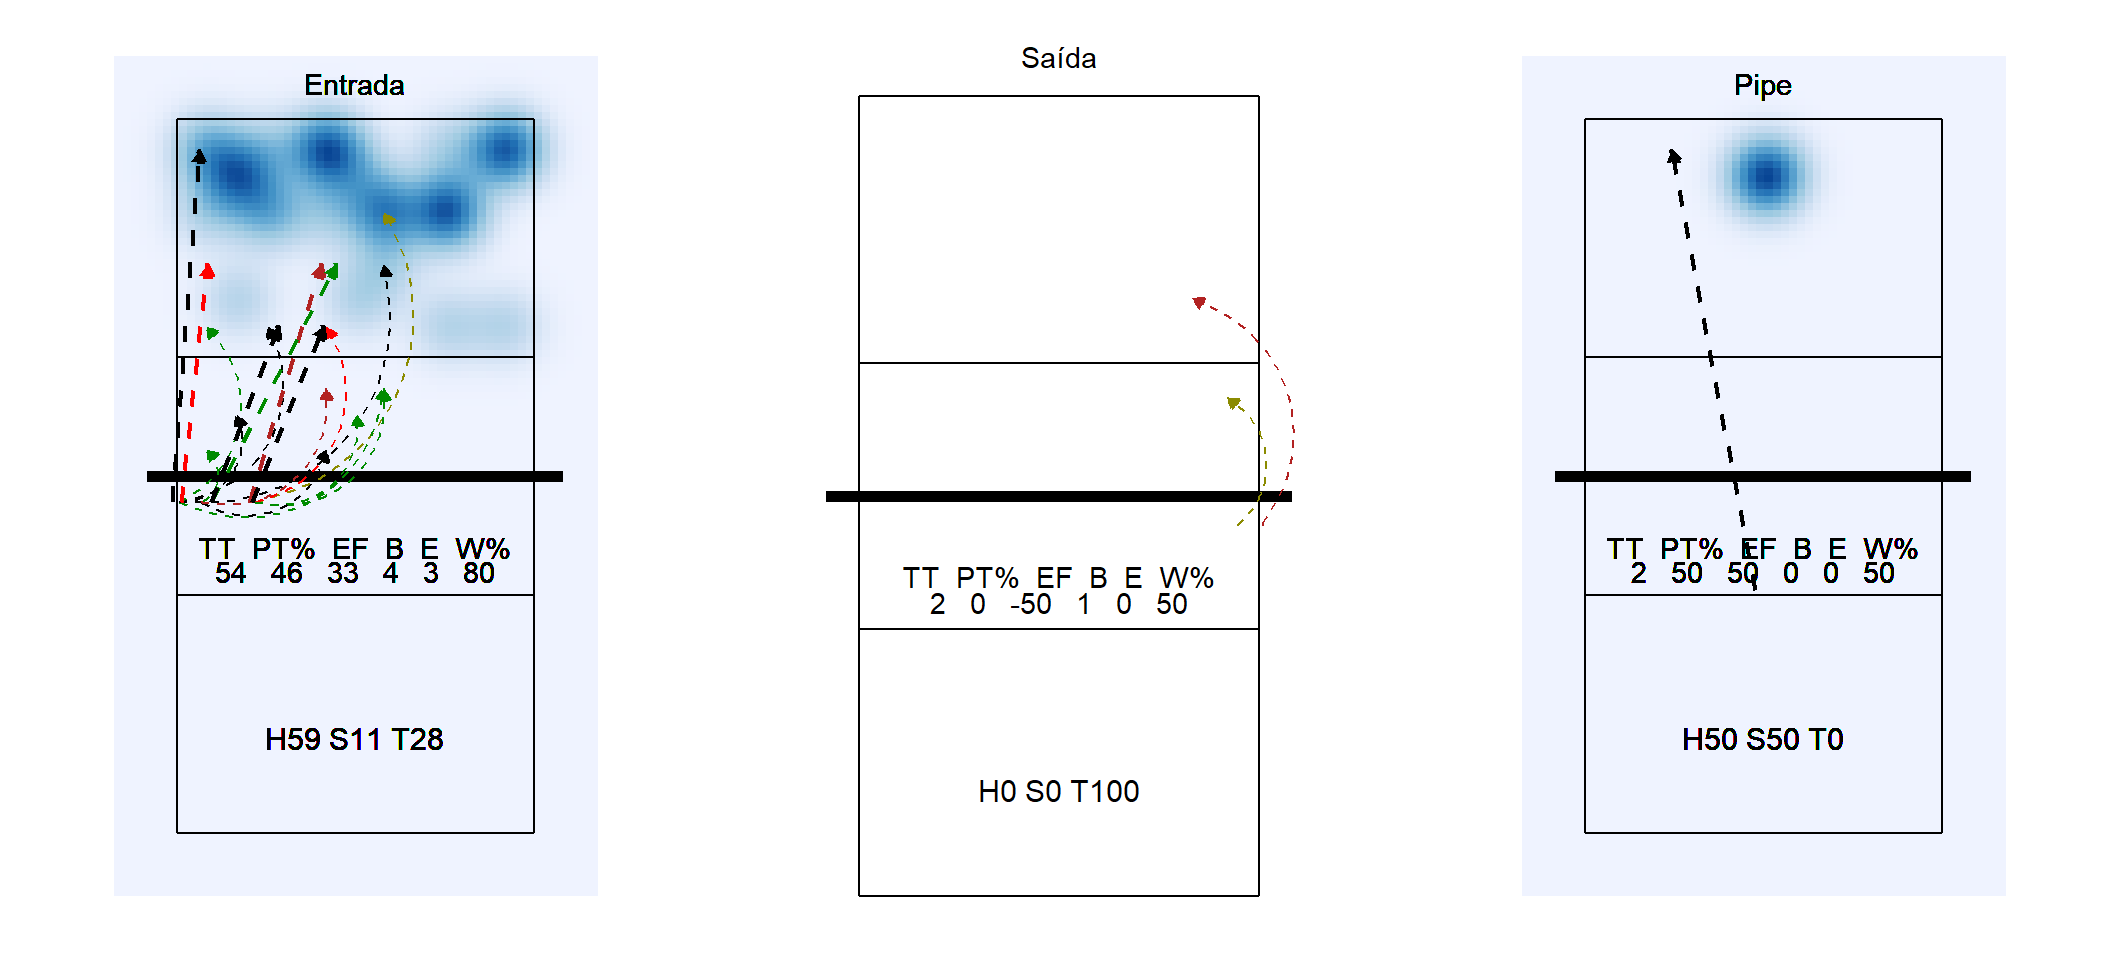 Entrada
TT PT% EF B E W%
54 46 33 4 3 80
H59 S11 T28
Saída
TT PT% EF B E W%
2 0 -50 1 0 50
H0 S0 T100
Pipe
TT PT% EF B E W%
2 50 50 0 0 50
H50 S50 T0